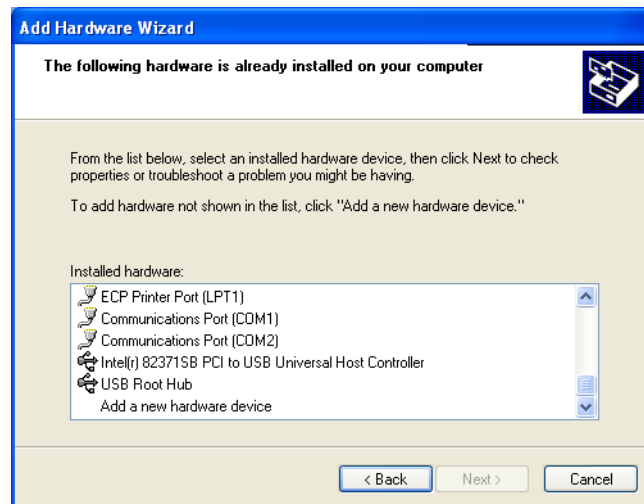 Add Hardware Wizard
The following hardware is already installed on your computer
From the list below, select an installed hardware device, then click Next to check
properties or troubleshoot a problem you might be having.
To add hardware not shown in the list, click "Add a new hardware device."
Installed hardware:
ECP Printer Port (LPT1)
Communications Port (COM1)
Communications Port (COM2)
Intel(r) 82371SB PCI to USB Universal Host Controller
USB Root Hub
Add a new hardware device
< Back
Next >
Cancel